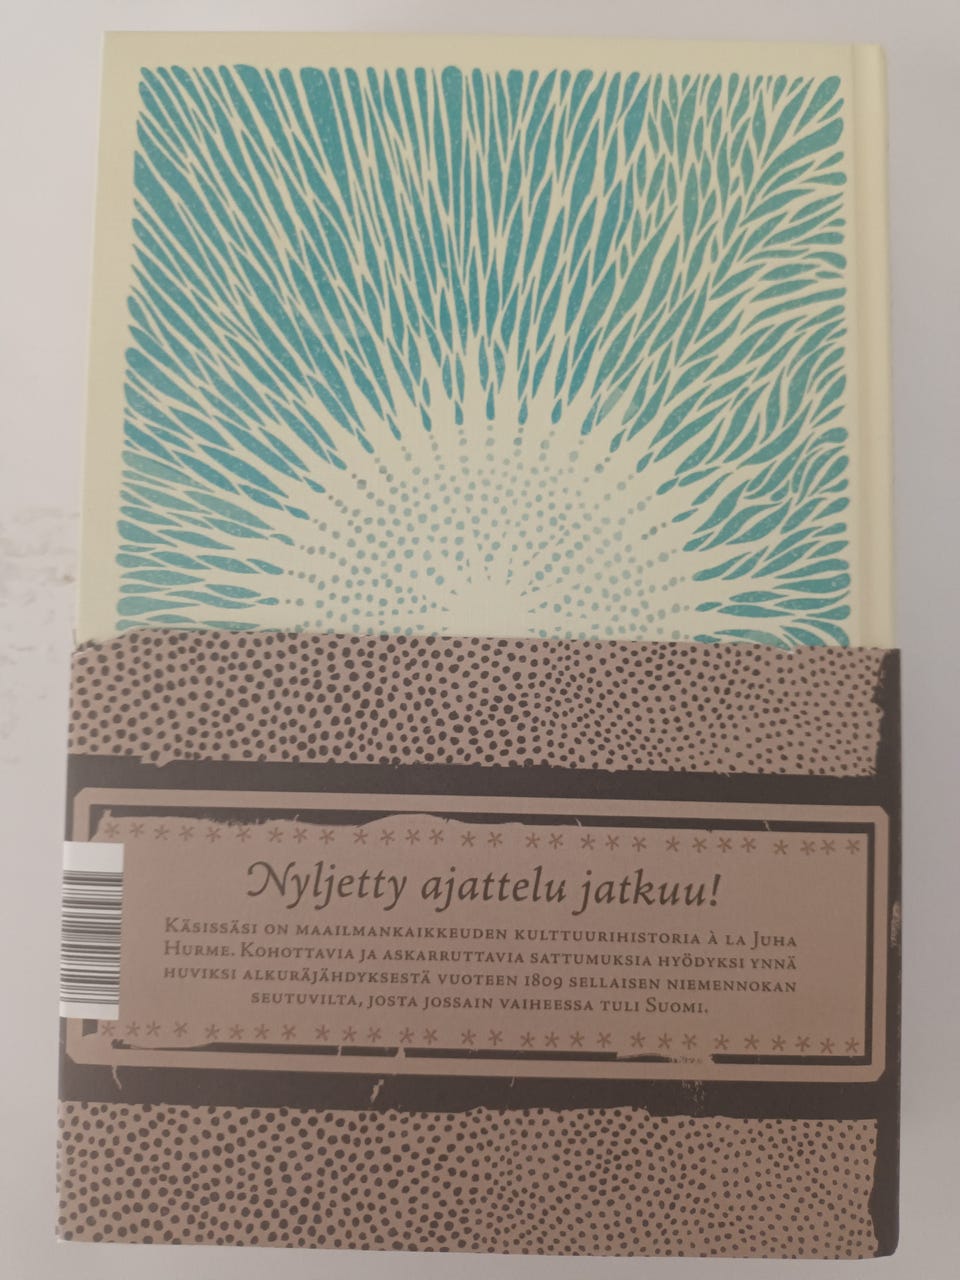 Nyljetty ajattelu jatkuu!
Käsissäsi on maailmankaikkeuden kulttuurihistoria à la Juha
Hurme. Kohottavia ja askarruttavia sattumuksia hyödyksi ynnä
huviksi alkuräjähdyksestä vuoteen 1809 sellaisen niemennokan
seutuvilta, josta jossain vaiheessa tuli Suomi.